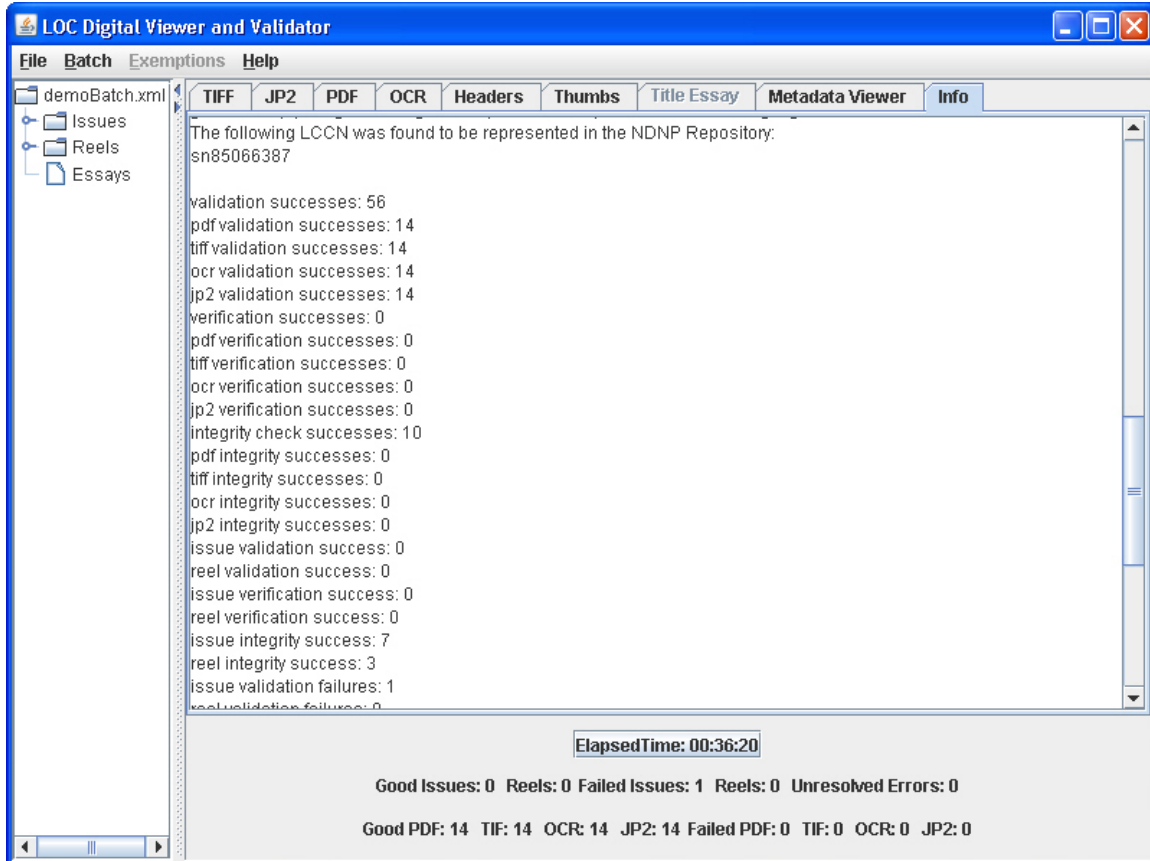 LOC Digital Viewer and Validator
File Batch Exemptions Help
demoBatch.xml
Issues
Reels
Essays
TIFF JP2 PDF OCR Headers Thumbs Title Essay Metadata Viewer Info
The following LCCN was found to be represented in the NDNP Repository:
sn85066387
validation successes: 56
pdf validation successes: 14
tiff validation successes: 14
ocr validation successes: 14
jp2 validation successes: 14
verification successes: 0
pdf verification successes: 0
tiff verification successes: 0
ocr verification successes: 0
jp2 verification successes: 0
integrity check successes: 10
pdf integrity successes: 0
tiff integrity successes: 0
ocr integrity successes: 0
jp2 integrity successes: 0
issue validation success: 0
reel validation success: 0
issue verification success: 0
reel verification success: 0
issue integrity success: 7
reel integrity success: 3
issue validation failures: 1
reel validation failures: 0
ElapsedTime: 00:36:20
Good Issues: 0 Reels: 0 Failed Issues: 1 Reels: 0 Unresolved Errors: 0
Good PDF: 14 TIF: 14 OCR: 14 JP2: 14 Failed PDF: 0 TIF: 0 OCR: 0 JP2: 0